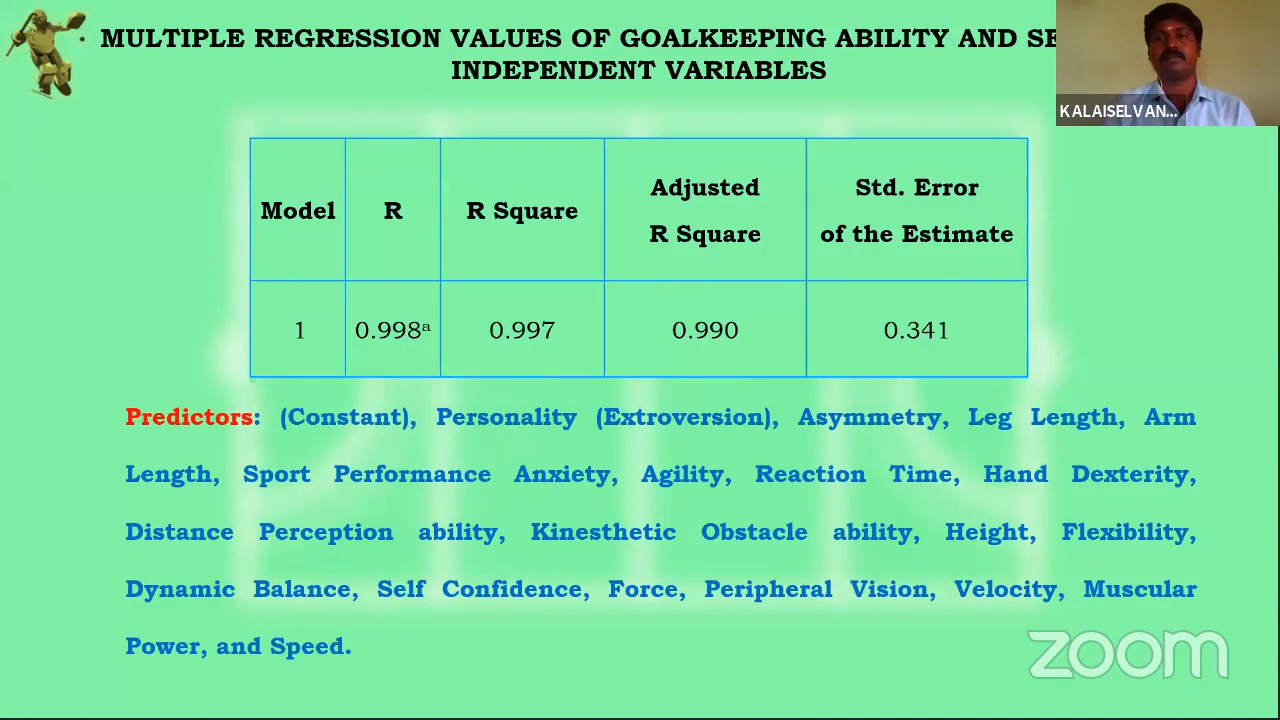 MULTIPLE REGRESSION VALUES OF GOALKEEPING ABILITY AND
INDEPENDENT VARIABLES
KALAISELVAN...
Model R R Square Adjusted R Square Std. Error of the Estimate
1 0.998ᵃ 0.997 0.990 0.341
Predictors: (Constant), Personality (Extroversion), Asymmetry, Leg Length, Arm
Length, Sport Performance Anxiety, Agility, Reaction Time, Hand Dexterity,
Distance Perception ability, Kinesthetic Obstacle ability, Height, Flexibility,
Dynamic Balance, Self Confidence, Force, Peripheral Vision, Velocity, Muscular
Power, and Speed.
zoom